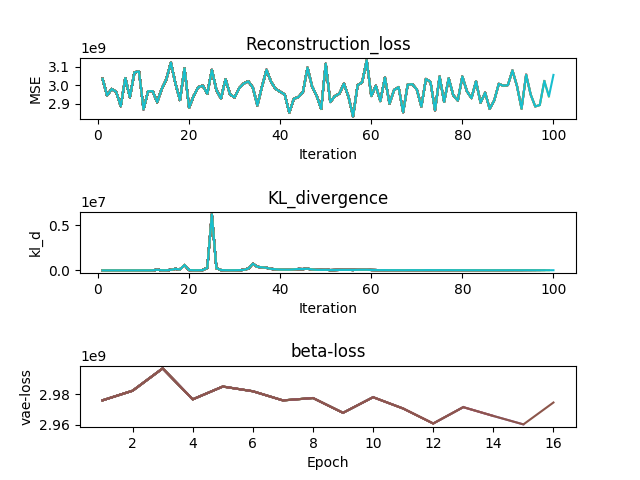 Reconstruction_loss
1e9
MSE
3.1
3.0
2.9
0 20 40 60 80 100
Iteration
KL_divergence
1e7
kl_d
0.5
0.0
0 20 40 60 80 100
Iteration
beta-loss
1e9
vae-loss
2.98
2.96
2 4 6 8 10 12 14 16
Epoch